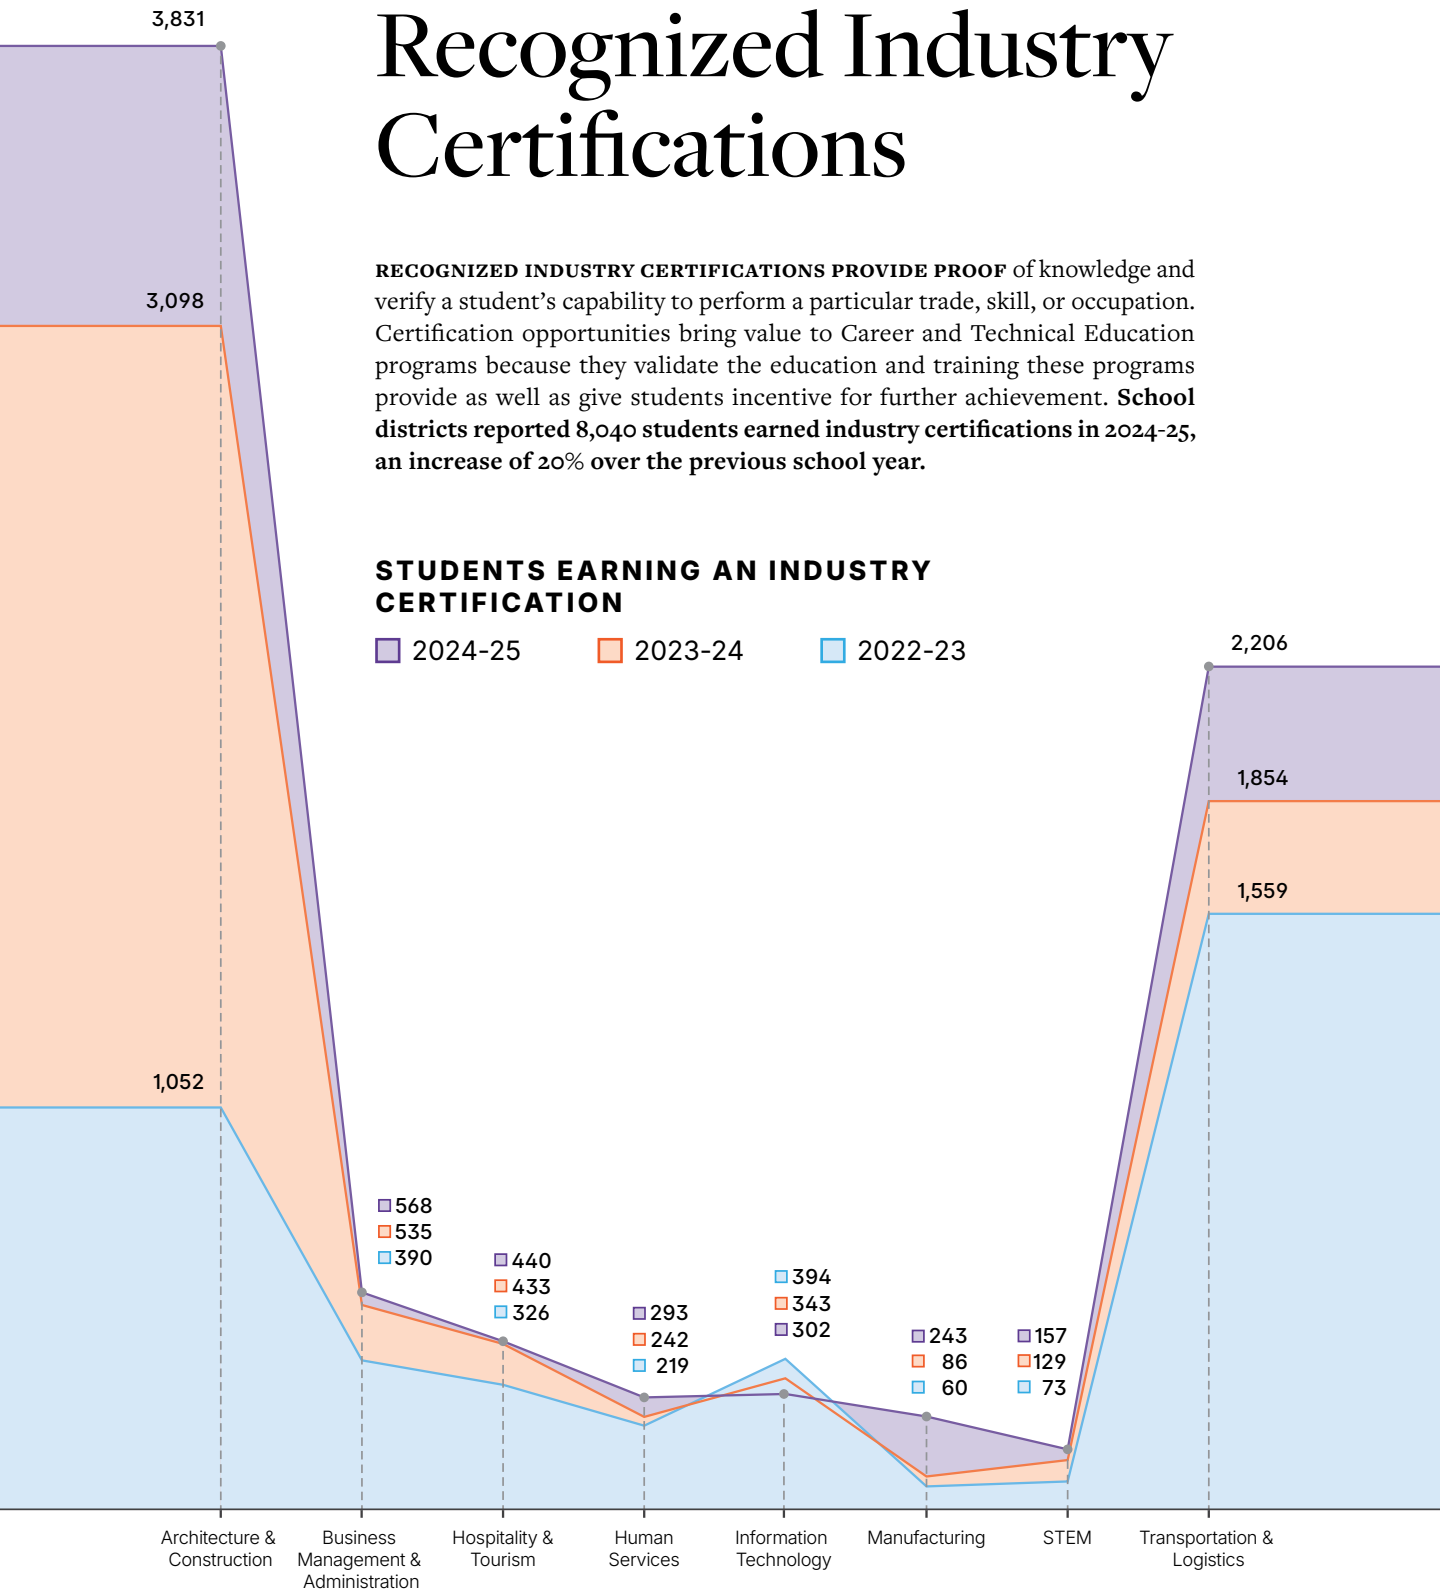 Recognized Industry
Certifications
RECOGNIZED INDUSTRY CERTIFICATIONS PROVIDE PROOF of knowledge and
verify a student’s capability to perform a particular trade, skill, or occupation.
Certification opportunities bring value to Career and Technical Education
programs because they validate the education and training these programs
provide as well as give students incentive for further achievement. School
districts reported 8,040 students earned industry certifications in 2024-25,
an increase of 20% over the previous school year.
STUDENTS EARNING AN INDUSTRY
CERTIFICATION
2024-25 2023-24 2022-23
3,831
3,098
1,052
568
535
390
440
433
326
293
242
219
394
343
302
243
86
60
157
129
73
2,206
1,854
1,559
Architecture &
Construction
Business
Management &
Administration
Hospitality &
Tourism
Human
Services
Information
Technology
Manufacturing
STEM
Transportation &
Logistics